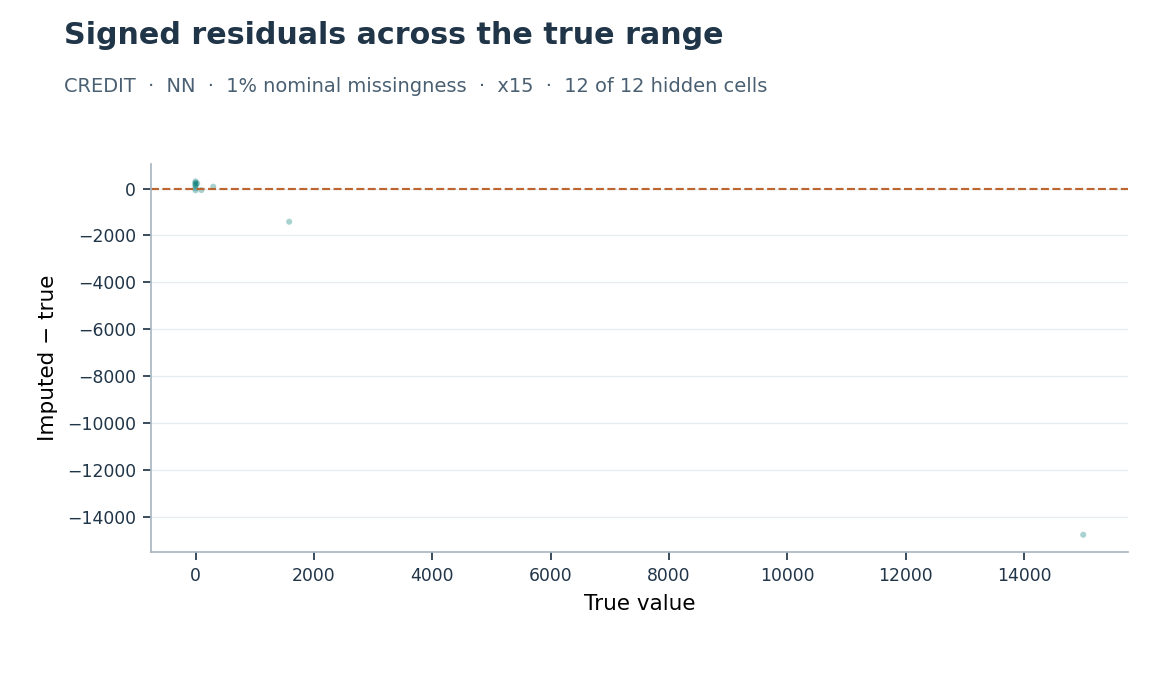 Signed residuals across the true range
CREDIT · NN · 1% nominal missingness · x15 · 12 of 12 hidden cells
0
−2000
−4000
−6000
−8000
−10000
−12000
−14000
Imputed − true
0 2000 4000 6000 8000 10000 12000 14000
True value